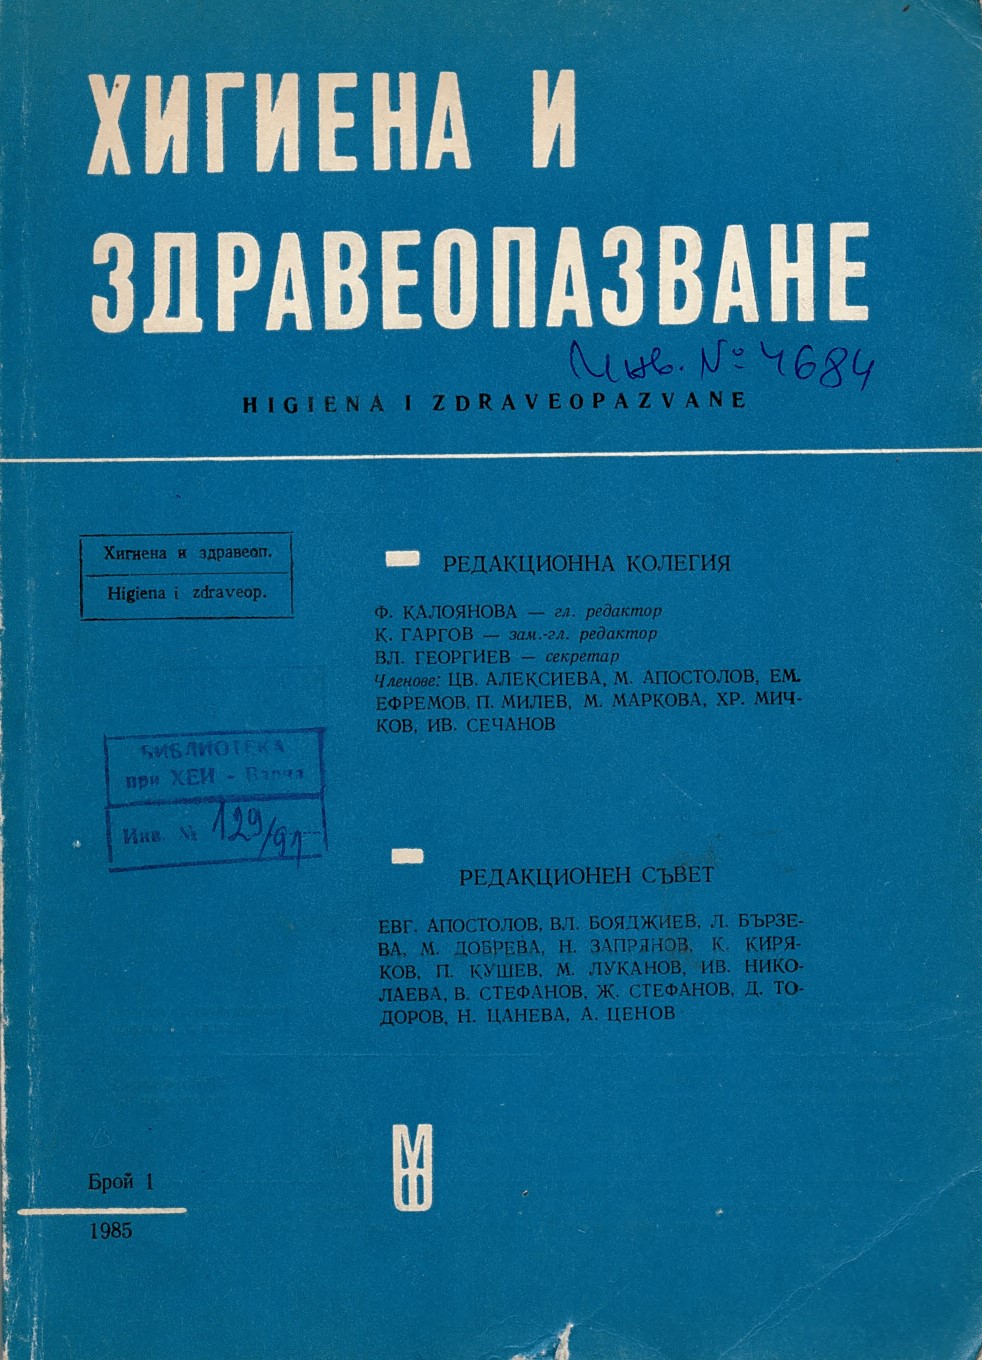 ХИГИЕНА И
ЗДРАВЕОПАЗВАНЕ
Инв. №: 4684
HIGIENA I ZDRAVEOPAZVANE
Хигиена и здравеоп.
Higiena i zdraveop.
РЕДАКЦИОННА КОЛЕГИЯ
Ф. КАЛОЯНОВА — гл. редактор
К. ГАРГОВ — зам.-гл. редактор
ВЛ. ГЕОРГИЕВ — секретар
Членове: ЦВ. АЛЕКСИЕВА, М. АПОСТОЛОВ, ЕМ.
ЕФРЕМОВ, П. МИЛЕВ, М. МАРКОВА, ХР. МИЧ-
КОВ, ИВ. СЕЧАНОВ
БИБЛИОТЕКА
при ХЕИ - Варна
Инв. № 129/91
РЕДАКЦИОНЕН СЪВЕТ
ЕВГ. АПОСТОЛОВ, ВЛ. БОЯДЖИЕВ, Л. БЪРЗЕ-
ВА, М. ДОБРЕВА, Н. ЗАПРЯНОВ, К. КИРЯ-
КОВ, П. КУШЕВ, М. ЛУКАНОВ, ИВ. НИКО-
ЛАЕВА, В. СТЕФАНОВ, Ж. СТЕФАНОВ, Д. ТО-
ДОРОВ, Н. ЦАНЕВА, А. ЦЕНОВ
Брой 1
1985